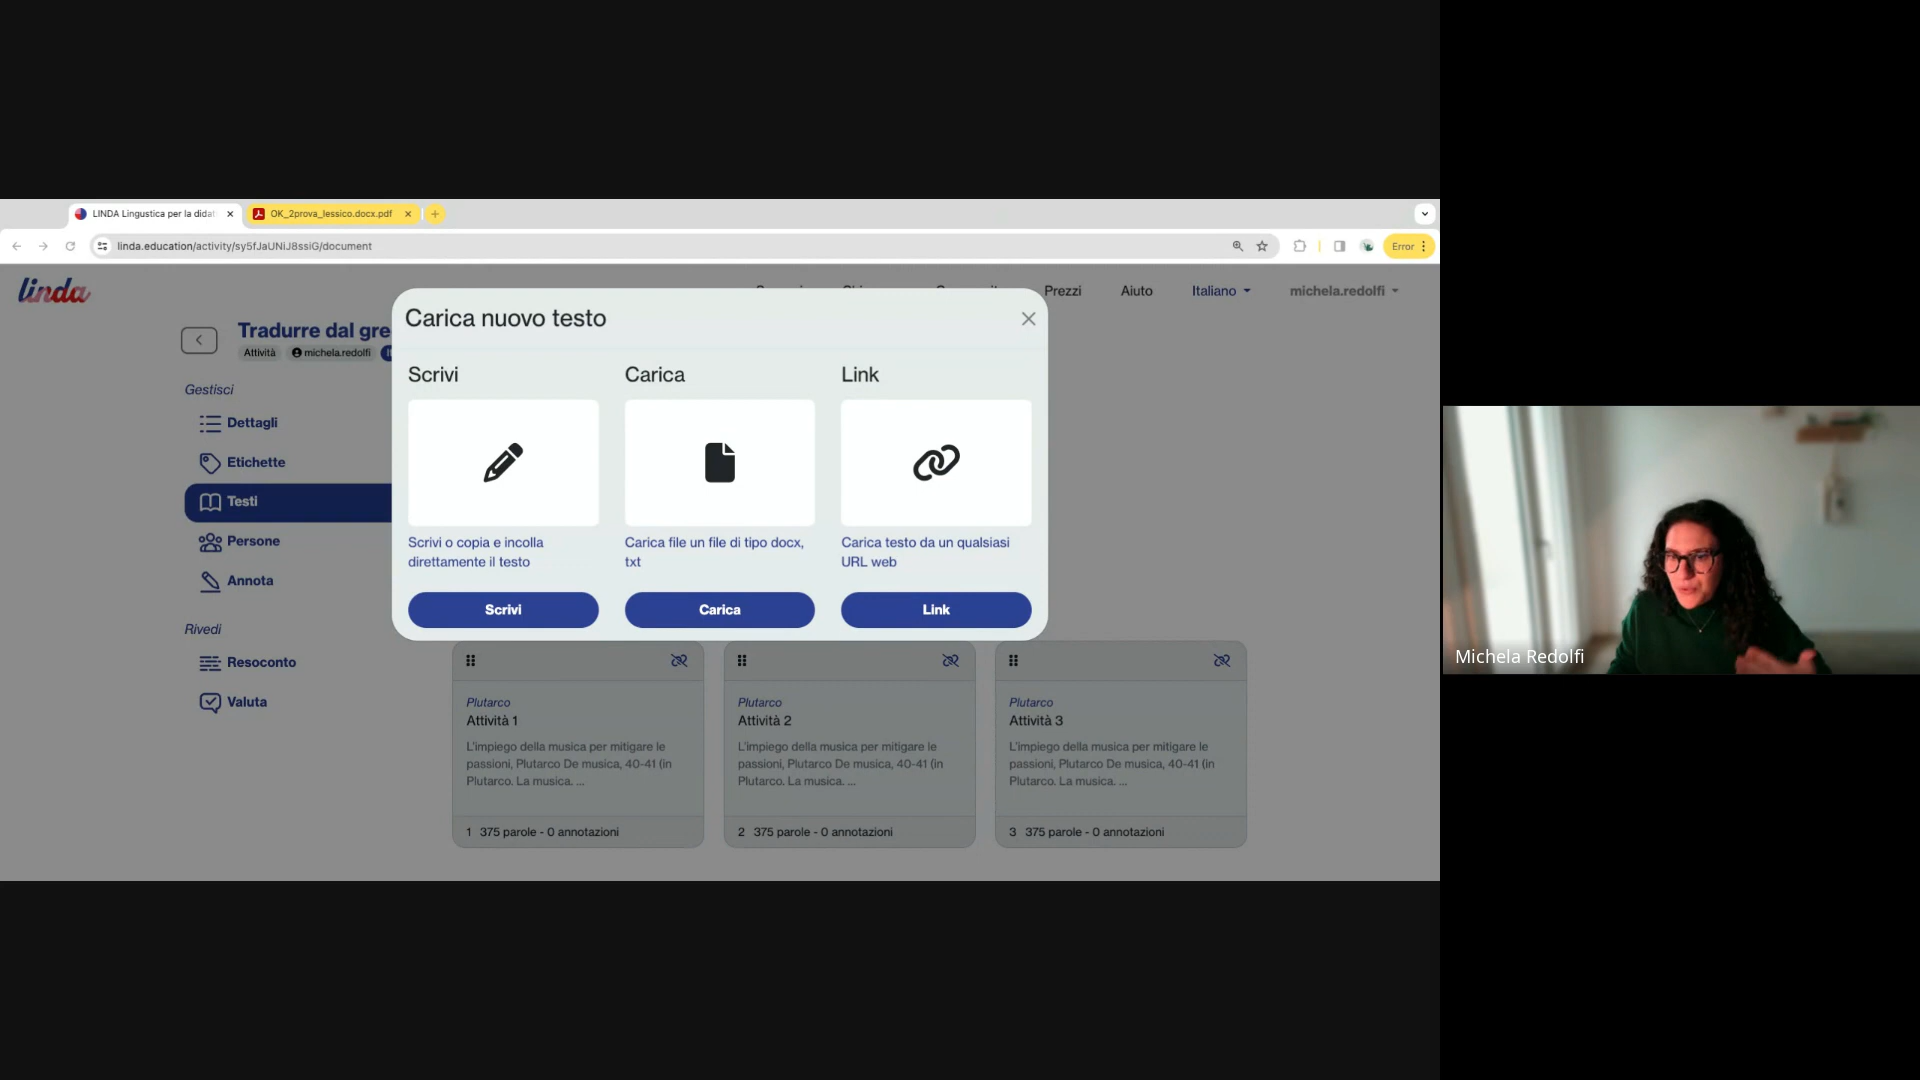 LINDA Lingustica per la didat
OK_2prova_lessico.docx.pdf
linda.education/activity/sy5fJaUNiJ8ssiG/document
Error
linda
Prezzi
Aiuto
Italiano
michela.redolfi
Tradurre dal gre
Attività
michela.redolfi
Gestisci
Dettagli
Etichette
Testi
Persone
Annota
Rivedi
Resoconto
Valuta
Carica nuovo testo
Scrivi
Scrivi o copia e incolla
direttamente il testo
Scrivi
Carica
Carica file un file di tipo docx,
txt
Carica
Link
Carica testo da un qualsiasi
URL web
Link
Plutarco
Attività 1
L'impiego della musica per mitigare le
passioni, Plutarco De musica, 40-41 (in
Plutarco. La musica. ...
1 375 parole - 0 annotazioni
Plutarco
Attività 2
L'impiego della musica per mitigare le
passioni, Plutarco De musica, 40-41 (in
Plutarco. La musica. ...
2 375 parole - 0 annotazioni
Plutarco
Attività 3
L'impiego della musica per mitigare le
passioni, Plutarco De musica, 40-41 (in
Plutarco. La musica. ...
3 375 parole - 0 annotazioni
Michela Redolfi